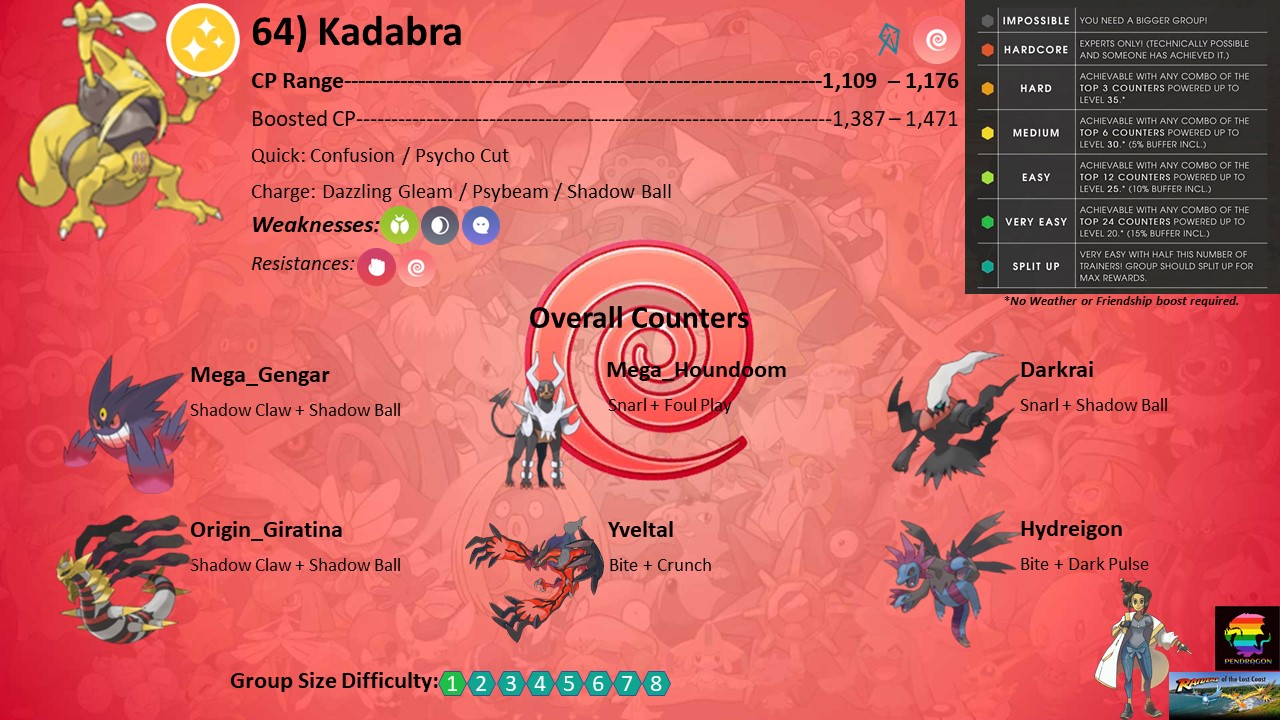 64) Kadabra
CP Range--------------------------------------------------------------------1,109 – 1,176
Boosted CP--------------------------------------------------------------------1,387 – 1,471
Quick: Confusion / Psycho Cut
Charge: Dazzling Gleam / Psybeam / Shadow Ball
Weaknesses:
Resistances:
IMPOSSIBLE YOU NEED A BIGGER GROUP!
HARDCORE EXPERTS ONLY! (TECHNICALLY POSSIBLE
AND SOMEONE HAS ACHIEVED IT.)
HARD ACHIEVABLE WITH ANY COMBO OF THE
TOP 3 COUNTERS POWERED UP TO
LEVEL 35.*
MEDIUM ACHIEVABLE WITH ANY COMBO OF THE
TOP 6 COUNTERS POWERED UP TO
LEVEL 30.* (5% BUFFER INCL.)
EASY ACHIEVABLE WITH ANY COMBO OF THE
TOP 12 COUNTERS POWERED UP TO
LEVEL 25.* (10% BUFFER INCL.)
VERY EASY ACHIEVABLE WITH ANY COMBO OF THE
TOP 24 COUNTERS POWERED UP TO
LEVEL 20.* (15% BUFFER INCL.)
SPLIT UP VERY EASY WITH HALF THIS NUMBER OF
TRAINERS! GROUP SHOULD SPLIT UP FOR
MAX REWARDS.
*No Weather or Friendship boost required.
Overall Counters
Mega_Gengar
Shadow Claw + Shadow Ball
Mega_Houndoom
Snarl + Foul Play
Darkrai
Snarl + Shadow Ball
Origin_Giratina
Shadow Claw + Shadow Ball
Yveltal
Bite + Crunch
Hydreigon
Bite + Dark Pulse
Group Size Difficulty: 1 2 3 4 5 6 7 8
PENDRAGON
RAIDERS of the Lost Coast